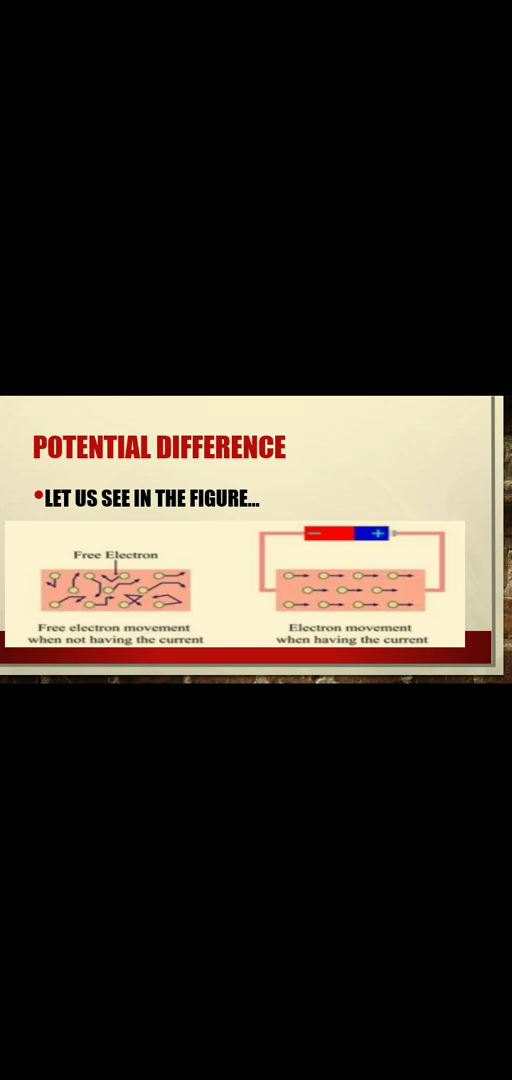 POTENTIAL DIFFERENCE
•LET US SEE IN THE FIGURE...
Free Electron
Free electron movement
when not having the current
− +
Electron movement
when having the current